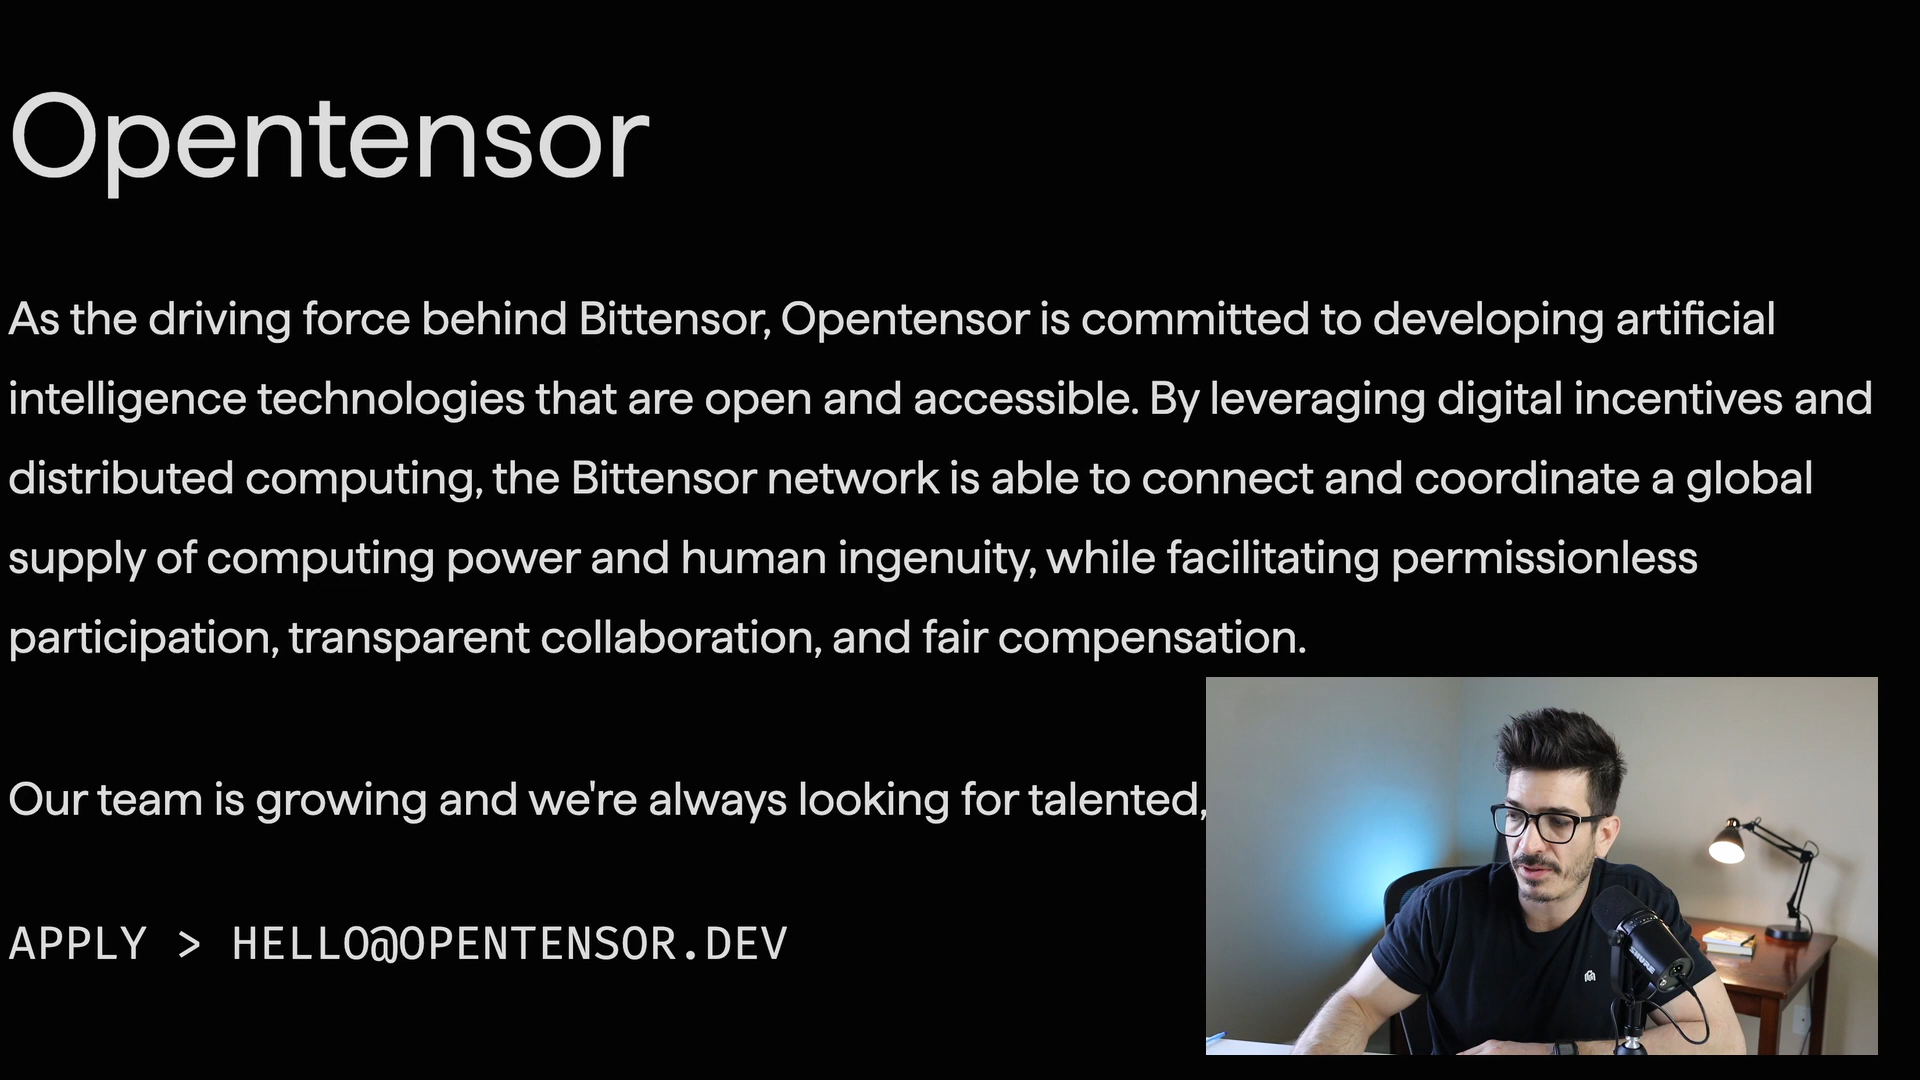 Opentensor
As the driving force behind Bittensor, Opentensor is committed to developing artificial
intelligence technologies that are open and accessible. By leveraging digital incentives and
distributed computing, the Bittensor network is able to connect and coordinate a global
supply of computing power and human ingenuity, while facilitating permissionless
participation, transparent collaboration, and fair compensation.
Our team is growing and we're always looking for talented,
APPLY > HELLO@OPENTENSOR.DEV
SHURE